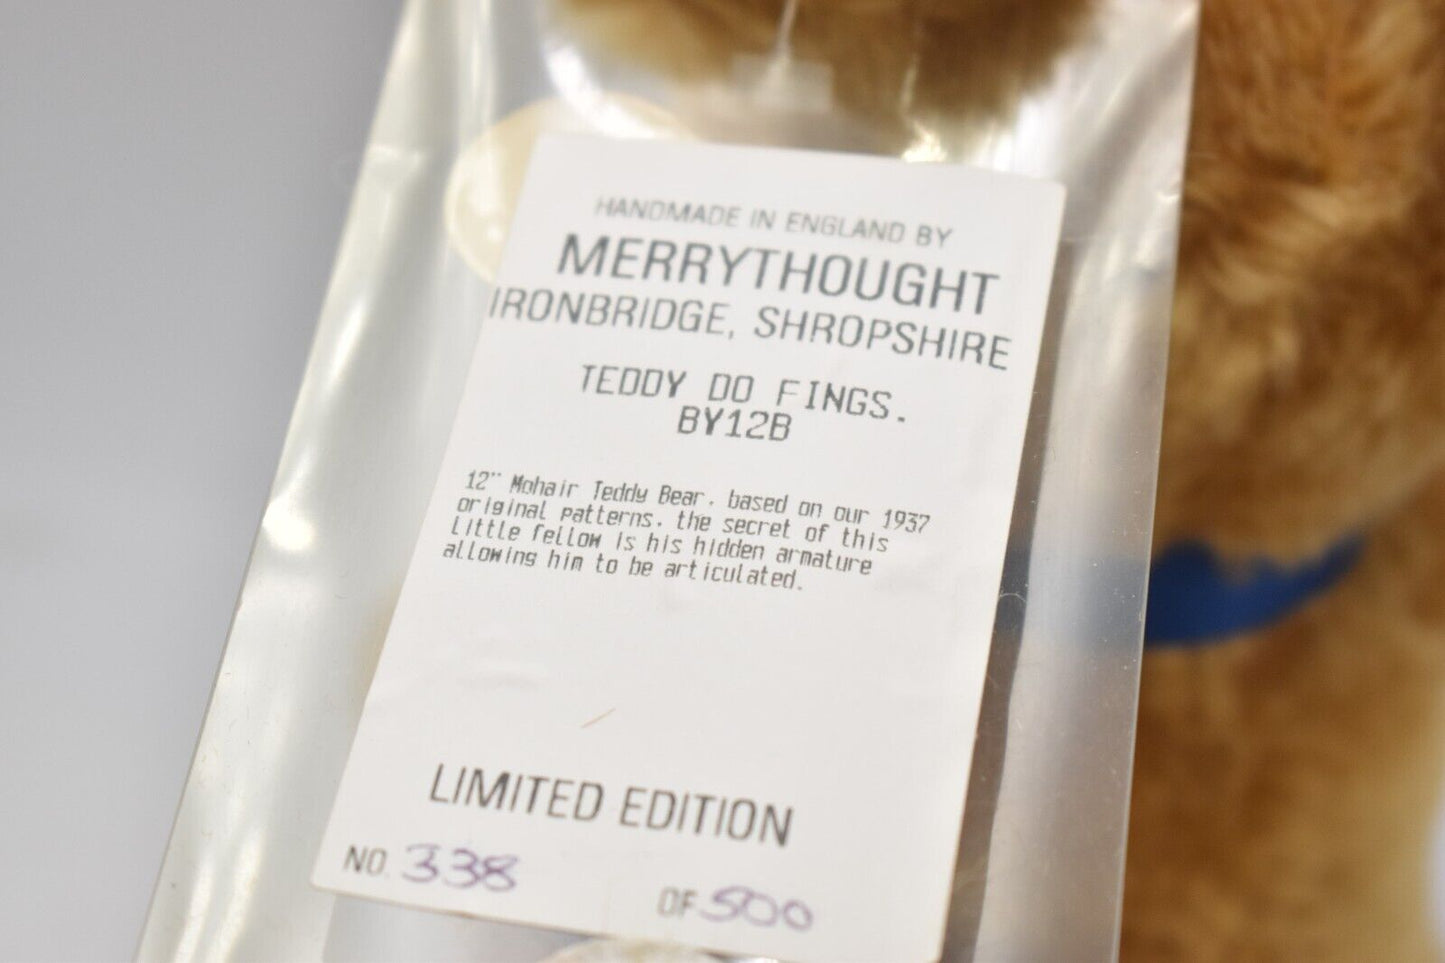 HANDMADE IN ENGLAND BY
MERRYTHOUGHT
IRONBRIDGE, SHROPSHIRE
TEDDY DO FINGS.
BY12B
12" Mohair Teddy Bear. based on our 1937
original patterns. the secret of this
little fellow is his hidden armature
allowing him to be articulated.
LIMITED EDITION
NO. 338 OF 500